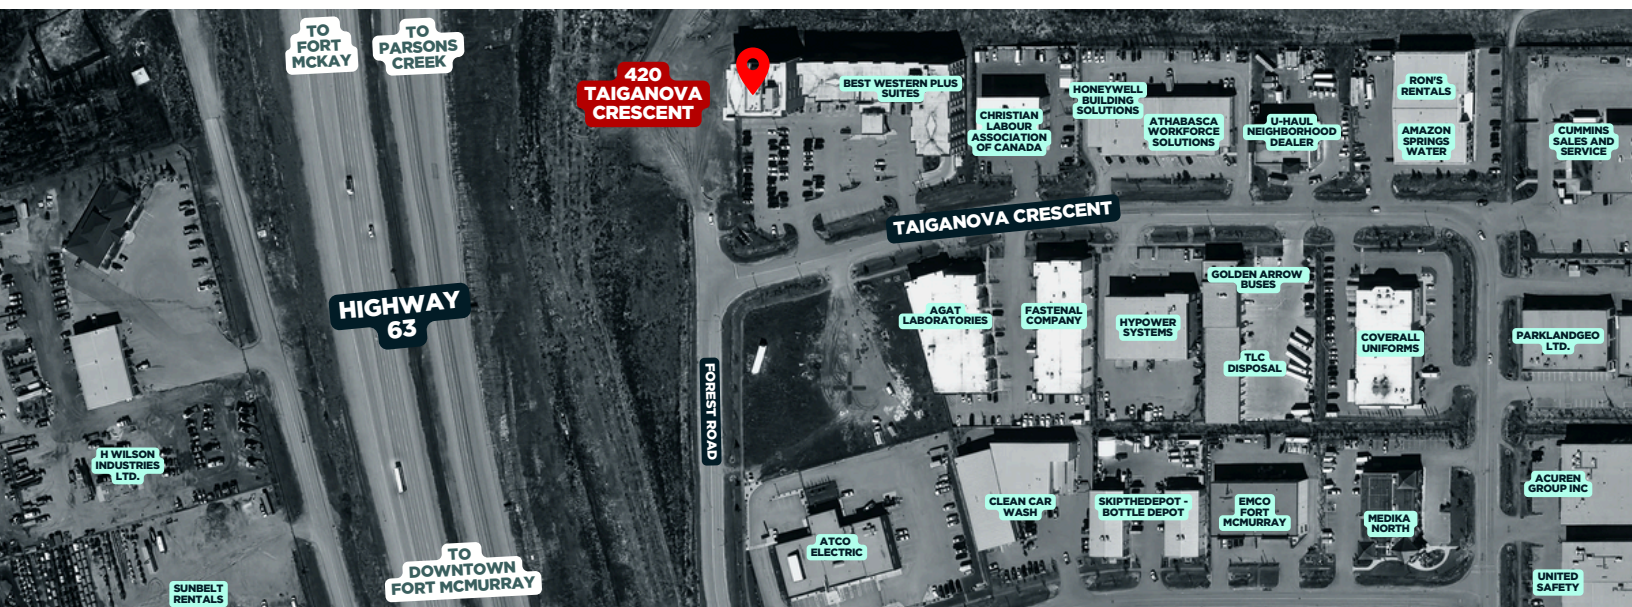 TO
FORT
MCKAY
TO
PARSONS
CREEK
420
TAIGANOVA
CRESCENT
BEST WESTERN PLUS
SUITES
CHRISTIAN
LABOUR
ASSOCIATION
OF CANADA
HONEYWELL
BUILDING
SOLUTIONS
ATHABASCA
WORKFORCE
SOLUTIONS
U-HAUL
NEIGHBORHOOD
DEALER
RON'S
RENTALS
AMAZON
SPRINGS
WATER
CUMMINS
SALES AND
SERVICE
TAIGANOVA CRESCENT
HIGHWAY
63
AGAT
LABORATORIES
FASTENAL
COMPANY
HYPOWER
SYSTEMS
GOLDEN ARROW
BUSES
TLC
DISPOSAL
COVERALL
UNIFORMS
PARKLANDGEO
LTD.
FOREST ROAD
H WILSON
INDUSTRIES
LTD.
CLEAN CAR
WASH
SKIPTHEDEPOT -
BOTTLE DEPOT
EMCO
FORT
MCMURRAY
MEDIKA
NORTH
ACUREN
GROUP INC
ATCO
ELECTRIC
TO
DOWNTOWN
FORT MCMURRAY
SUNBELT
RENTALS
UNITED
SAFETY